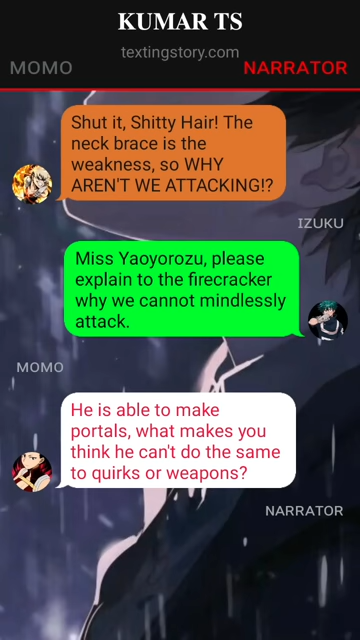 KUMAR TS
textingstory.com
MOMO
NARRATOR
Shut it, Shitty Hair! The
neck brace is the
weakness, so WHY
AREN'T WE ATTACKING!?
IZUKU
Miss Yaoyorozu, please
explain to the firecracker
why we cannot mindlessly
attack.
MOMO
He is able to make
portals, what makes you
think he can't do the same
to quirks or weapons?
NARRATOR